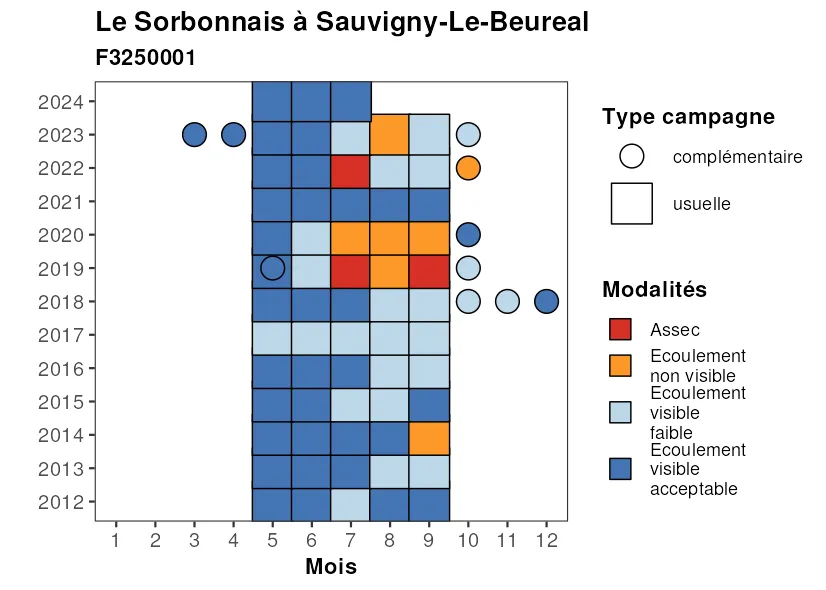 Le Sorbonnais à Sauvigny-Le-Beureal
F3250001
2024
2023
2022
2021
2020
2019
2018
2017
2016
2015
2014
2013
2012
1 2 3 4 5 6 7 8 9 10 11 12
Mois
Type campagne
complémentaire
usuelle
Modalités
Assec
Ecoulement
non visible
Ecoulement
visible
faible
Ecoulement
visible
acceptable